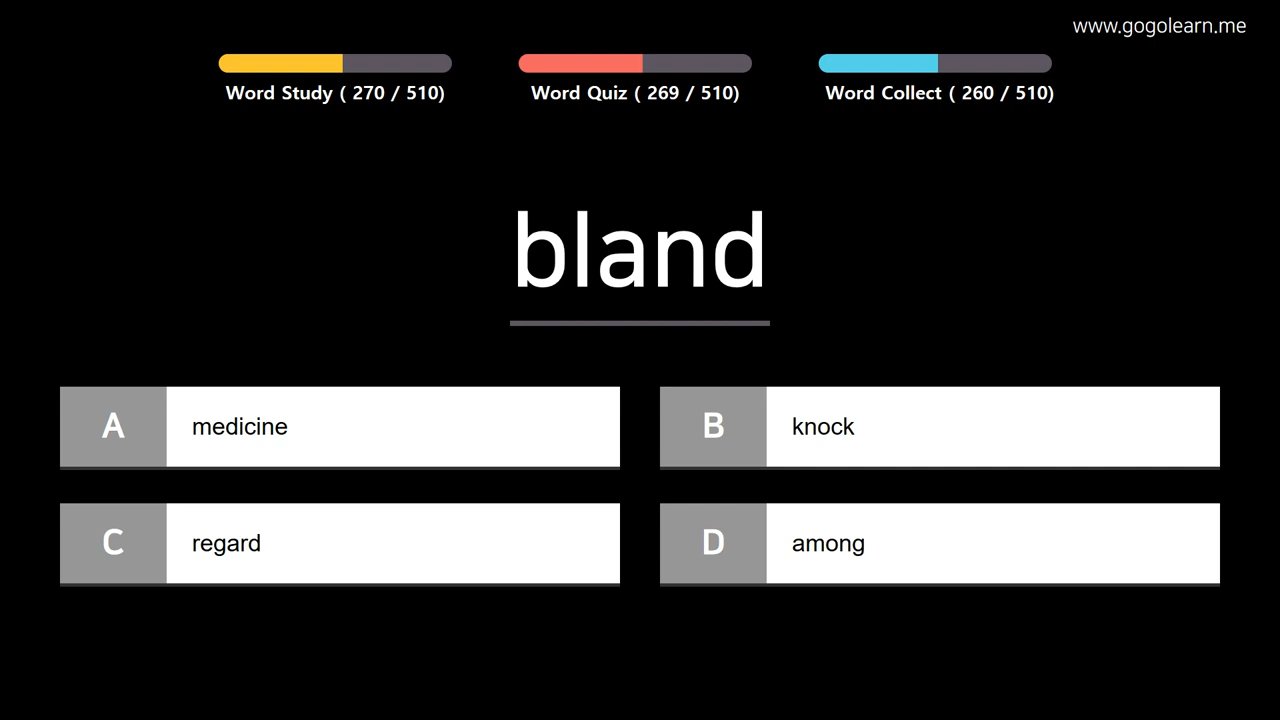 www.gogolearn.me
Word Study ( 270 / 510)
Word Quiz ( 269 / 510)
Word Collect ( 260 / 510)
bland
A medicine
B knock
C regard
D among